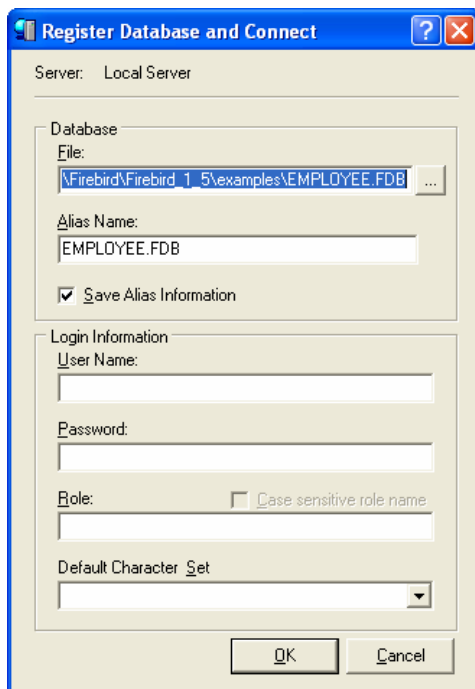 Register Database and Connect
Server: Local Server
Database
File:
\Firebird\Firebird_1_5\examples\EMPLOYEE.FDB ...
Alias Name:
EMPLOYEE.FDB
Save Alias Information
Login Information
User Name:
Password:
Role: Case sensitive role name
Default Character Set
OK Cancel